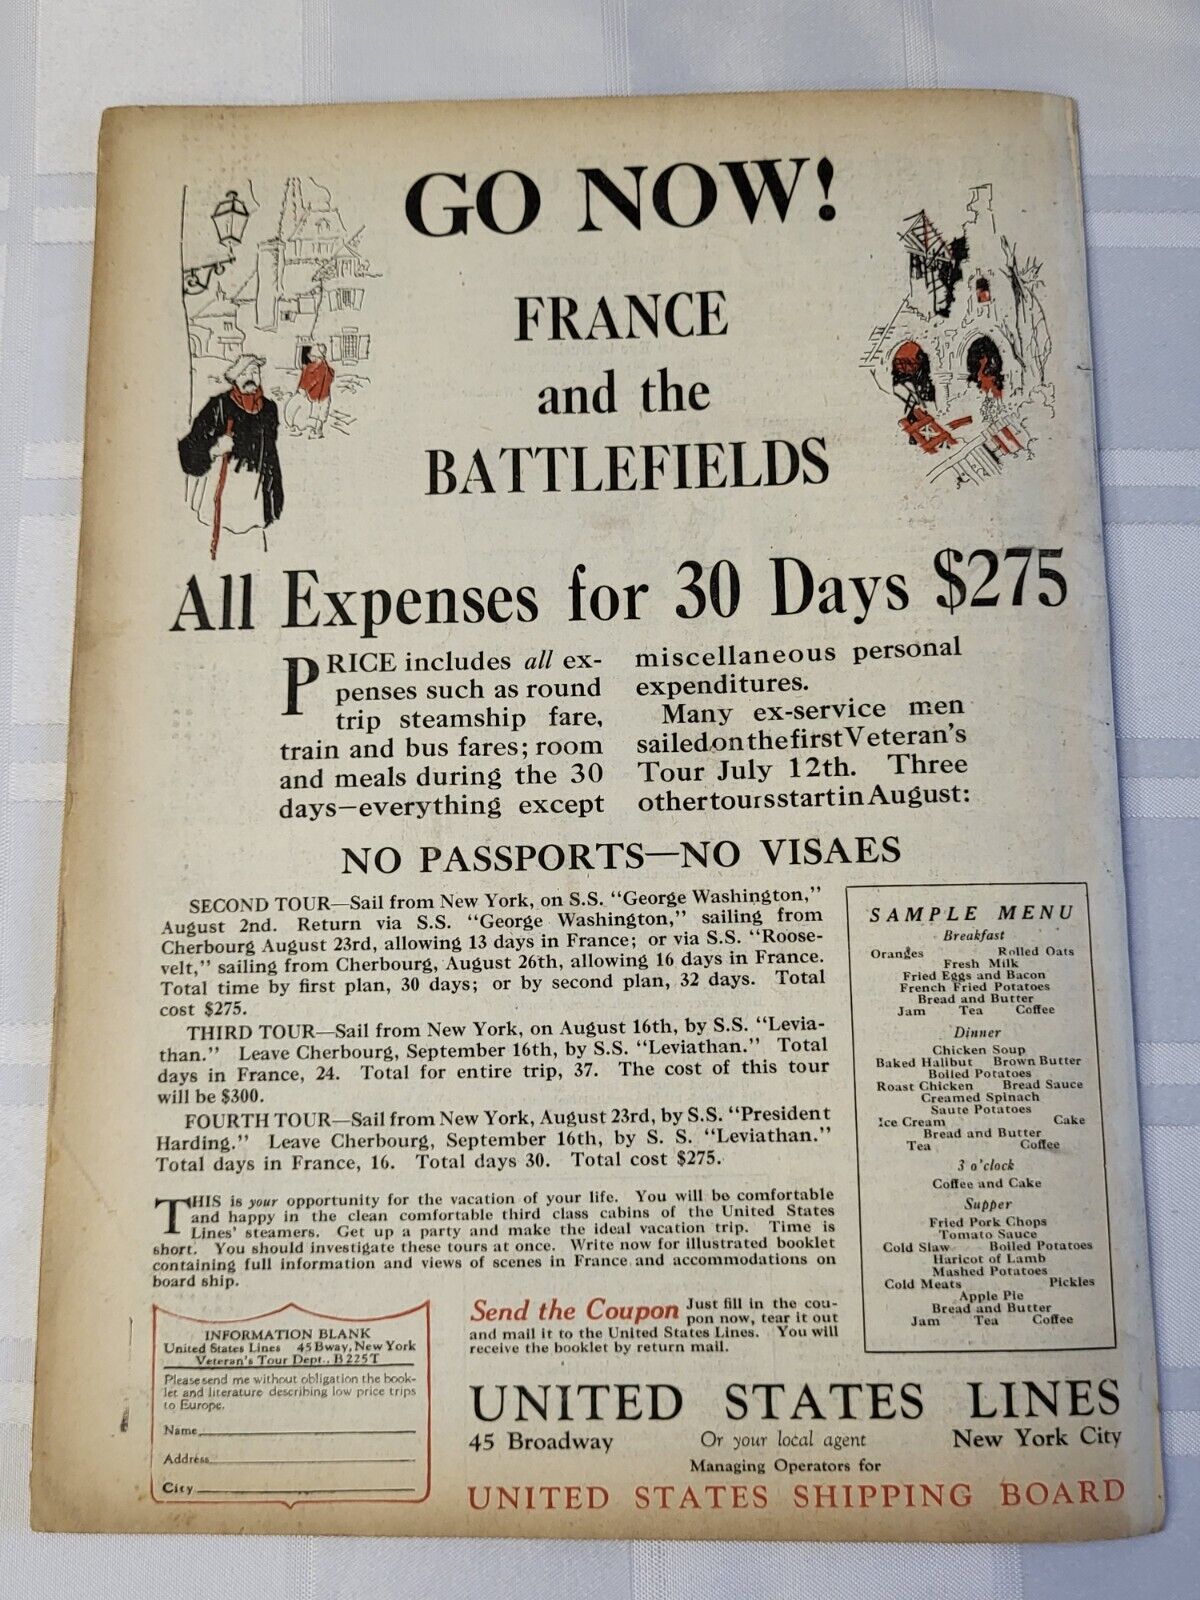 GO NOW!
FRANCE
and the
BATTLEFIELDS
All Expenses for 30 Days $275
PRICE includes all ex-
penses such as round
trip steamship fare,
train and bus fares; room
and meals during the 30
days—everything except
miscellaneous personal
expenditures.
Many ex-service men
sailed on the first Veteran's
Tour July 12th. Three
other tours start in August:
NO PASSPORTS—NO VISAES
SECOND TOUR—Sail from New York, on S.S. "George Washington,"
August 2nd. Return via S.S. "George Washington," sailing from
Cherbourg August 23rd, allowing 13 days in France; or via S.S. "Roose-
velt," sailing from Cherbourg, August 26th, allowing 16 days in France.
Total time by first plan, 30 days; or by second plan, 32 days. Total
cost $275.
THIRD TOUR—Sail from New York, on August 16th, by S.S. "Levia-
than." Leave Cherbourg, September 16th, by S.S. "Leviathan." Total
days in France, 24. Total for entire trip, 37. The cost of this tour
will be $300.
FOURTH TOUR—Sail from New York, August 23rd, by S.S. "President
Harding." Leave Cherbourg, September 16th, by S. S. "Leviathan."
Total days in France, 16. Total days 30. Total cost $275.
THIS is your opportunity for the vacation of your life. You will be comfortable
and happy in the clean comfortable third class cabins of the United States
Lines' steamers. Get up a party and make the ideal vacation trip. Time is
short. You should investigate these tours at once. Write now for illustrated booklet
containing full information and views of scenes in France and accommodations on
board ship.
SAMPLE MENU
Breakfast
Oranges Rolled Oats
Fresh Milk
Fried Eggs and Bacon
French Fried Potatoes
Bread and Butter
Jam Tea Coffee
Dinner
Chicken Soup
Baked Halibut Brown Butter
Boiled Potatoes
Roast Chicken Bread Sauce
Creamed Spinach
Saute Potatoes
Ice Cream Cake
Bread and Butter
Tea Coffee
3 o'clock
Coffee and Cake
Supper
Fried Pork Chops
Tomato Sauce
Cold Slaw Boiled Potatoes
Haricot of Lamb
Mashed Potatoes
Cold Meats Pickles
Apple Pie
Bread and Butter
Jam Tea Coffee
INFORMATION BLANK
United States Lines 45 Bway, New York
Veteran's Tour Dept., B 225 T
Please send me without obligation the book-
let and literature describing low price trips
to Europe.
Name
Address
City
Send the Coupon Just fill in the cou-
pon now, tear it out
and mail it to the United States Lines. You will
receive the booklet by return mail.
UNITED STATES LINES
45 Broadway Or your local agent New York City
Managing Operators for
UNITED STATES SHIPPING BOARD